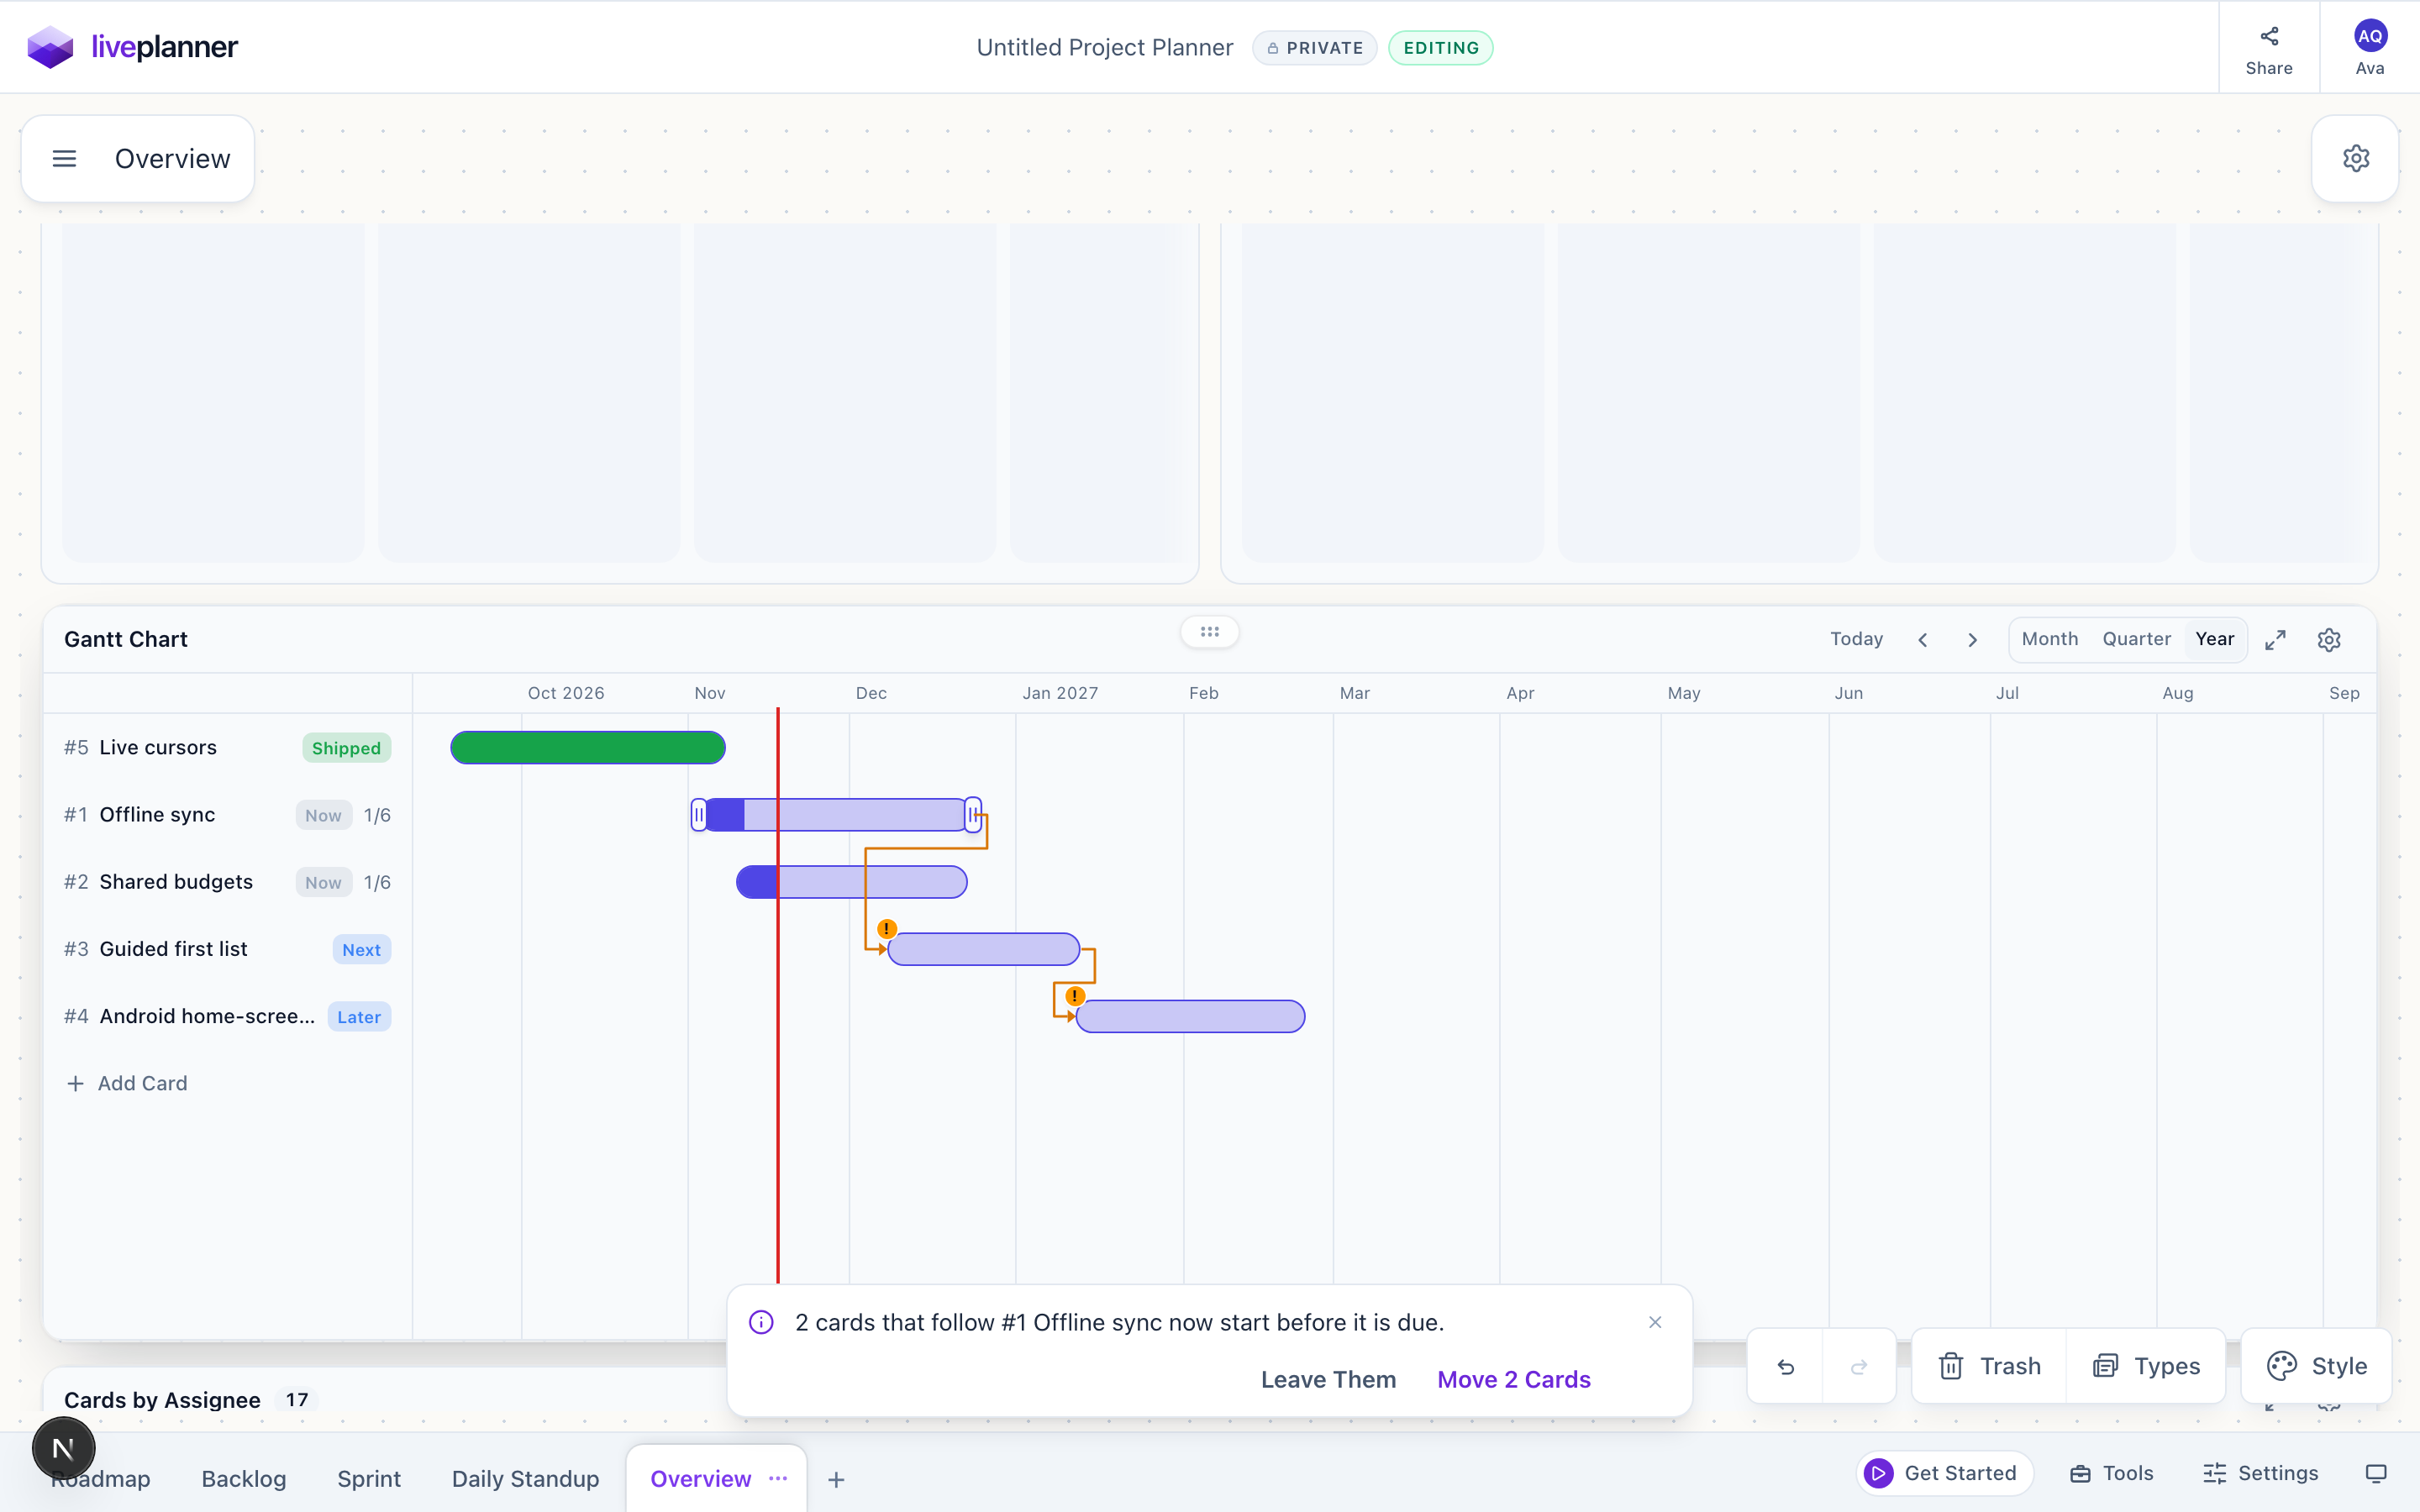 liveplanner
Untitled Project Planner
PRIVATE
EDITING
Share
AQ
Ava
Overview
Gantt Chart
Today
Month
Quarter
Year
Oct 2026
Nov
Dec
Jan 2027
Feb
Mar
Apr
May
Jun
Jul
Aug
Sep
#5 Live cursors
Shipped
#1 Offline sync
Now
1/6
#2 Shared budgets
Now
1/6
!
#3 Guided first list
Next
!
#4 Android home-scree...
Later
+ Add Card
2 cards that follow #1 Offline sync now start before it is due.
Leave Them
Move 2 Cards
Trash
Types
Style
Cards by Assignee
17
N
Roadmap
Backlog
Sprint
Daily Standup
Overview
Get Started
Tools
Settings